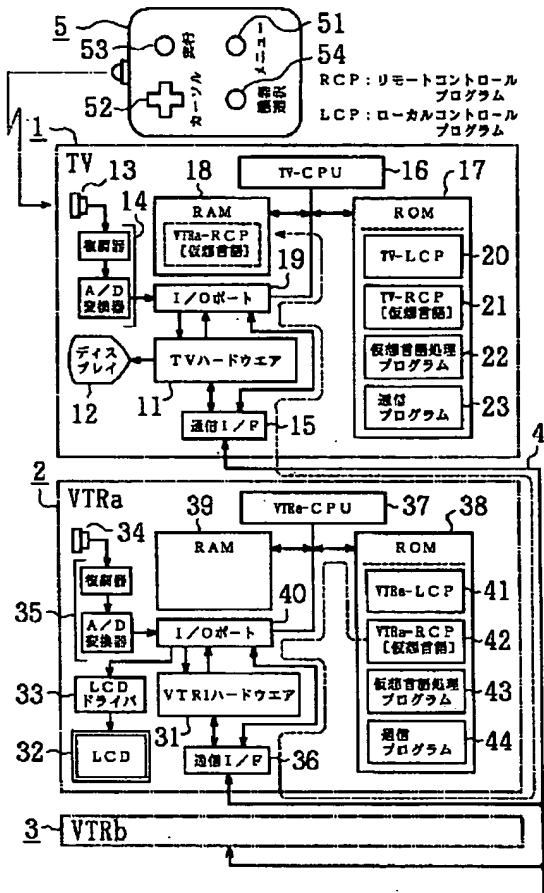 5
51
53
実行
メニュー
54
52
カーソル
機器
選択
RCP：リモートコントロール
プログラム
LCP：ローカルコントロール
プログラム
1
TV
TV-CPU
16
17
13
14
18
RAM
VTRa-RCP
[仮想言語]
ROM
復調器
19
TV-LCP
20
A/D
変換器
I/Oポート
TV-RCP
[仮想言語]
21
ディス
プレイ
TVハードウエア
仮想言語処理
プログラム
22
12
11
通信I/F
15
通信
プログラム
23
4
2
VTRa
VTRa-CPU
37
38
34
39
RAM
ROM
復調器
40
VTRa-LCP
41
35
A/D
変換器
I/Oポート
VTRa-RCP
[仮想言語]
42
33
LCD
ドライバ
VTR1ハードウエア
仮想言語処理
プログラム
43
32
LCD
31
通信I/F
36
通信
プログラム
44
3
VTRb